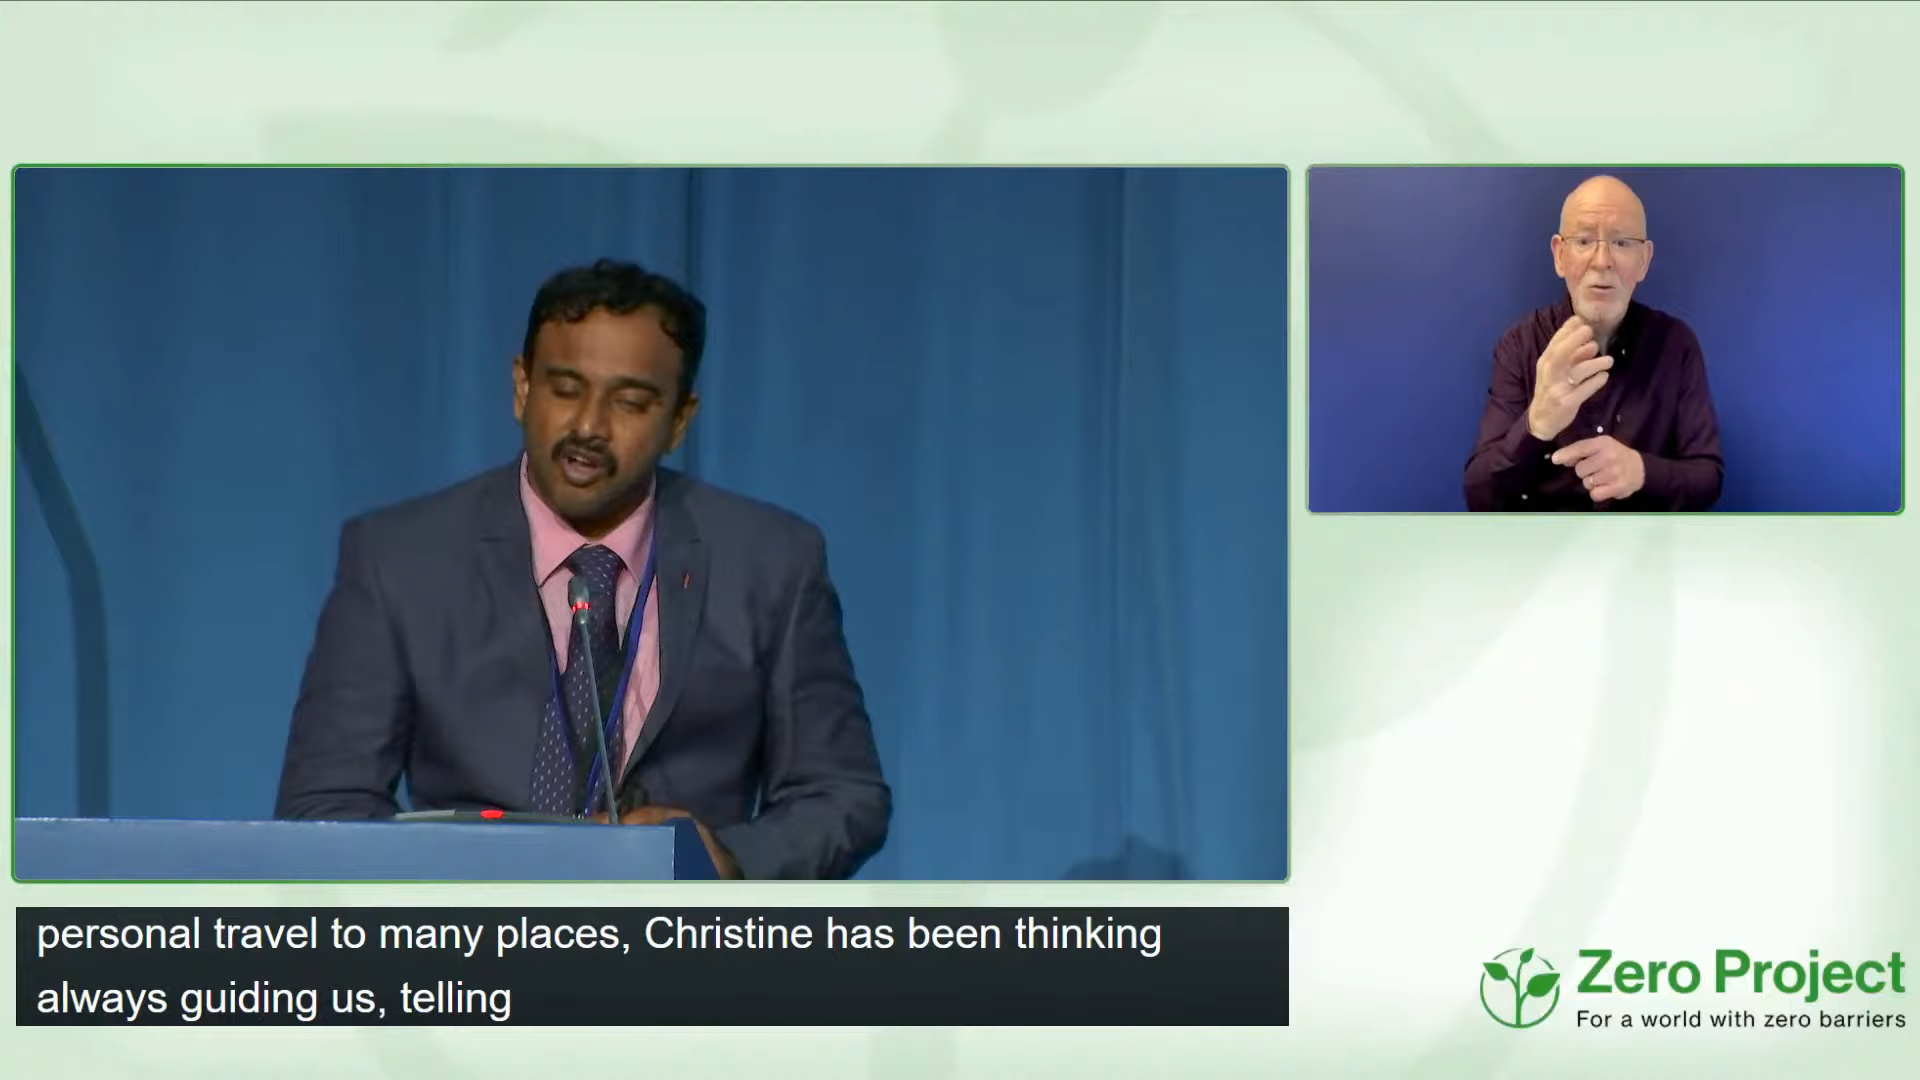 personal travel to many places, Christine has been thinking
always guiding us, telling
Zero Project
For a world with zero barriers